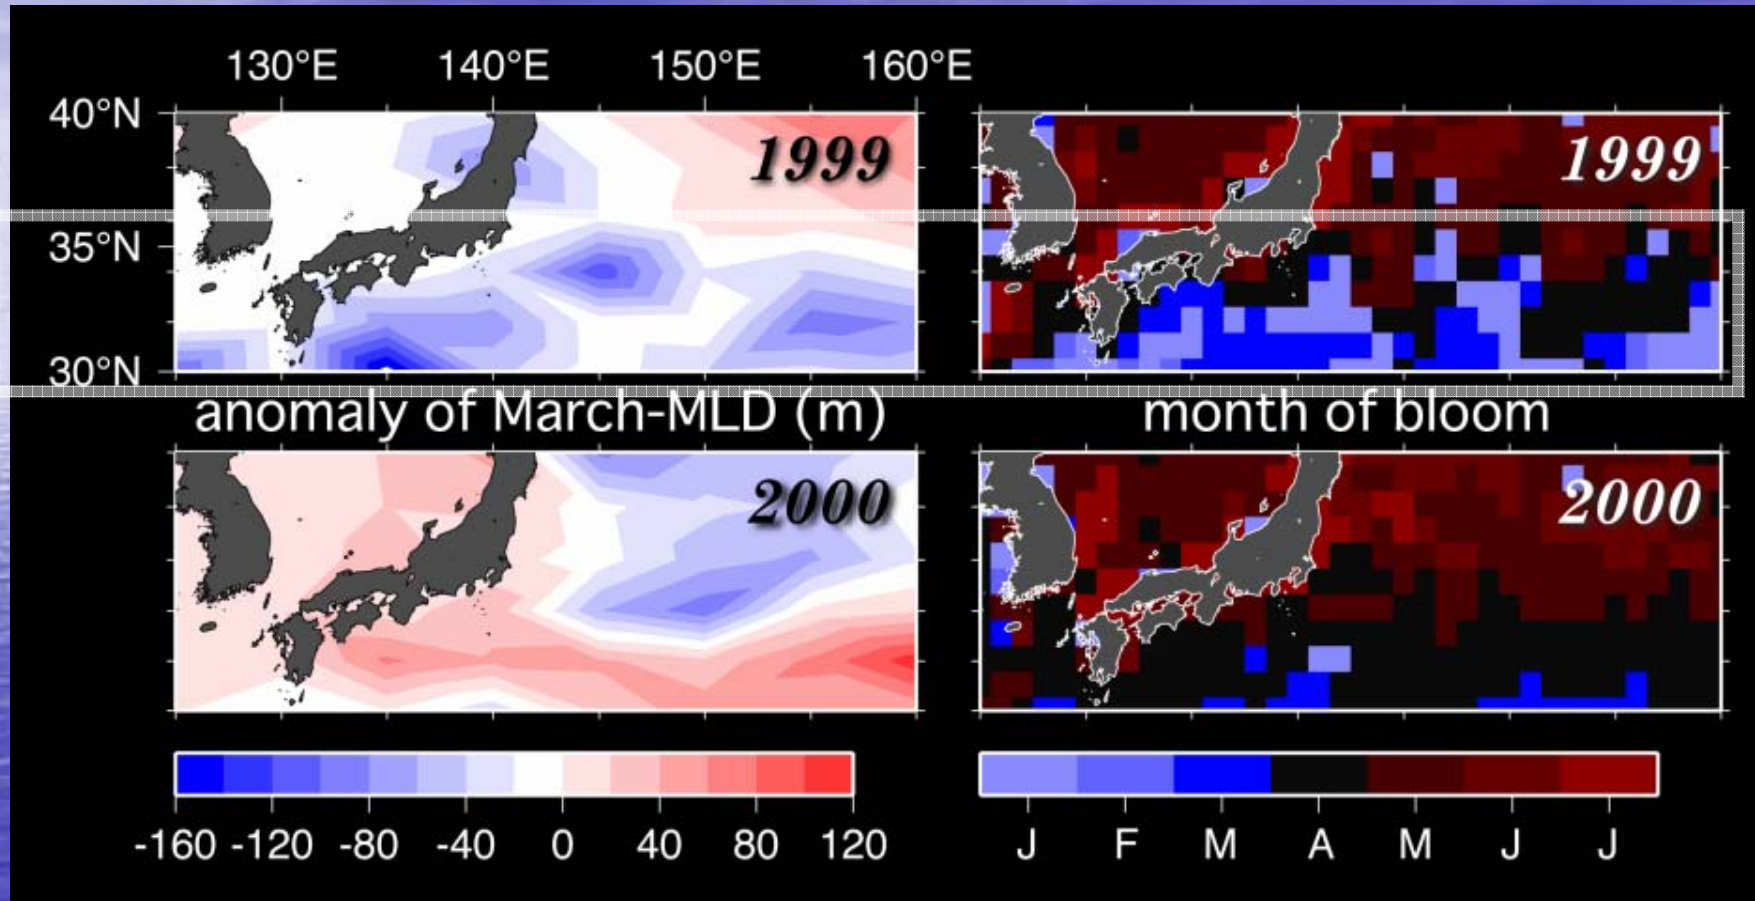 130°E 140°E 150°E 160°E
40°N
1999 1999
35°N
30°N
anomaly of March-MLD (m) month of bloom
2000 2000
-160 -120 -80 -40 0 40 80 120 J F M A M J J